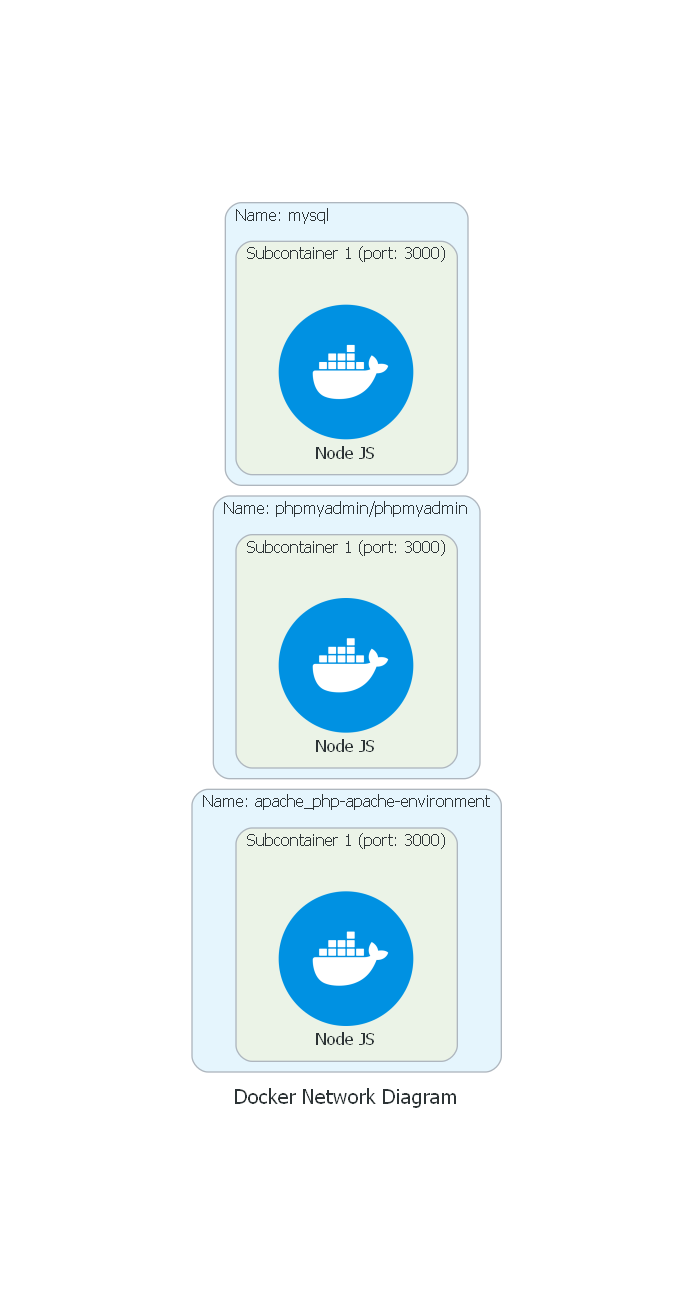 Name: mysql
Subcontainer 1 (port: 3000)
Node JS
Name: phpmyadmin/phpmyadmin
Subcontainer 1 (port: 3000)
Node JS
Name: apache_php-apache-environment
Subcontainer 1 (port: 3000)
Node JS
Docker Network Diagram